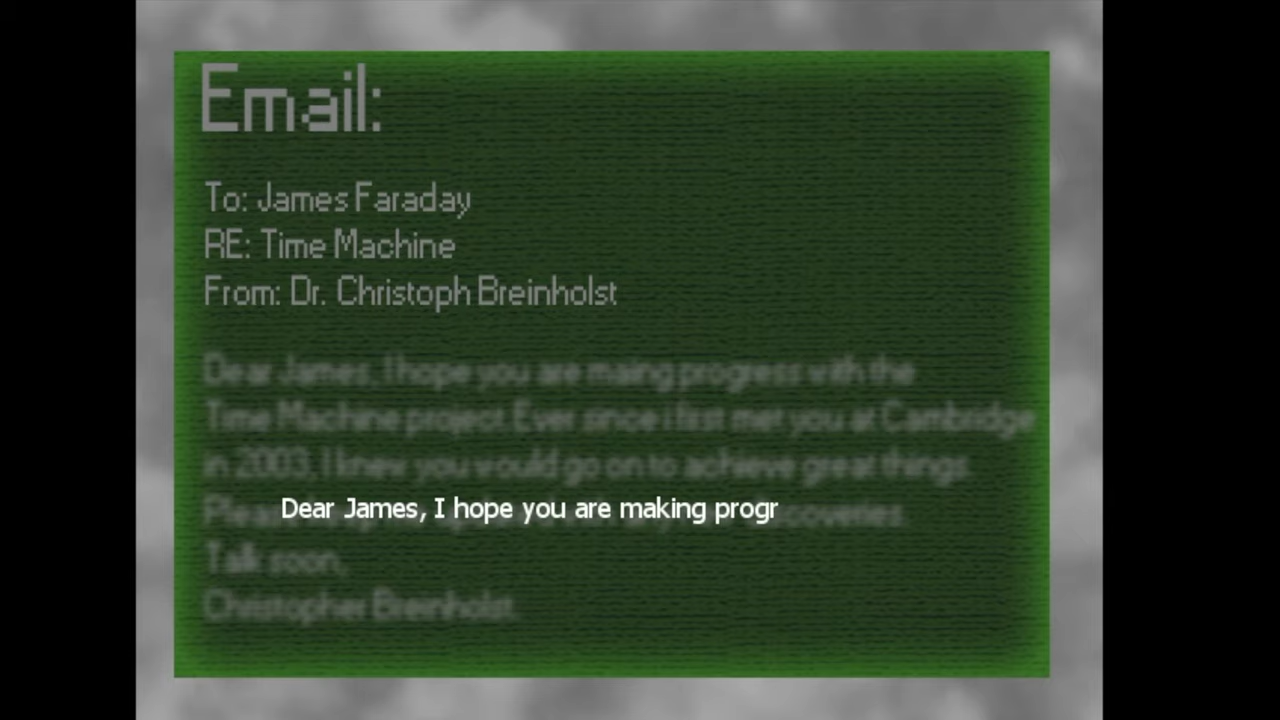 Email:
To: James Faraday
RE: Time Machine
From: Dr. Christoph Breinholst
Dear James, I hope you are maing progress with the
Time Machine project. Ever since i first met you at Cambridge
in 2003, I knew you would go on to achieve great things.
Dear James, I hope you are making progr
Talk soon,
Christopher Breinholst.